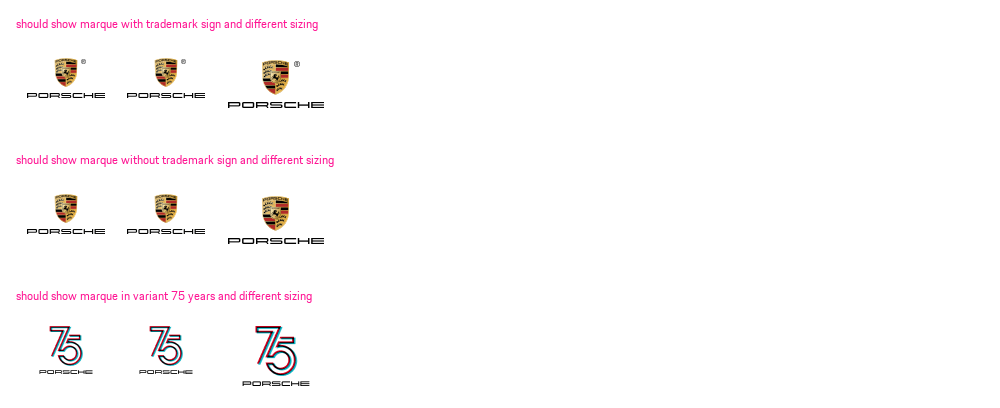 should show marque with trademark sign and different sizing
® ® ®
PORSCHE PORSCHE PORSCHE
should show marque without trademark sign and different sizing
PORSCHE PORSCHE PORSCHE
should show marque in variant 75 years and different sizing
75 75 75
PORSCHE PORSCHE PORSCHE